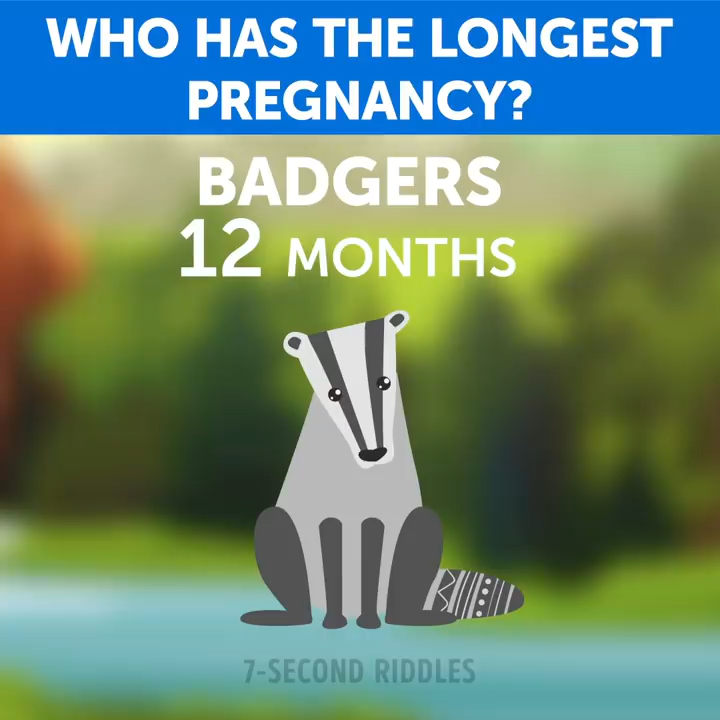 WHO HAS THE LONGEST
PREGNANCY?
BADGERS
12 MONTHS
7-SECOND RIDDLES